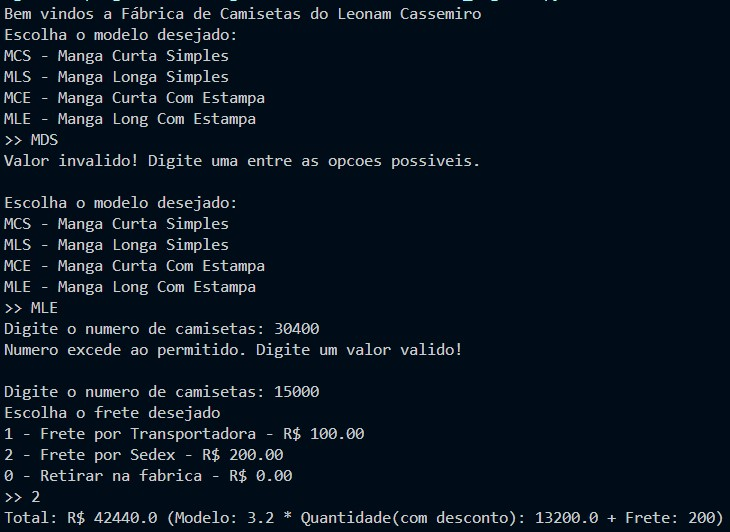 Bem vindos a Fábrica de Camisetas do Leonam Cassemiro
Escolha o modelo desejado:
MCS - Manga Curta Simples
MLS - Manga Longa Simples
MCE - Manga Curta Com Estampa
MLE - Manga Long Com Estampa
>> MDS
Valor invalido! Digite uma entre as opcoes possiveis.
Escolha o modelo desejado:
MCS - Manga Curta Simples
MLS - Manga Longa Simples
MCE - Manga Curta Com Estampa
MLE - Manga Long Com Estampa
>> MLE
Digite o numero de camisetas: 30400
Numero excede ao permitido. Digite um valor valido!
Digite o numero de camisetas: 15000
Escolha o frete desejado
1 - Frete por Transportadora - R$ 100.00
2 - Frete por Sedex - R$ 200.00
0 - Retirar na fabrica - R$ 0.00
>> 2
Total: R$ 42440.0 (Modelo: 3.2 * Quantidade(com desconto): 13200.0 + Frete: 200)